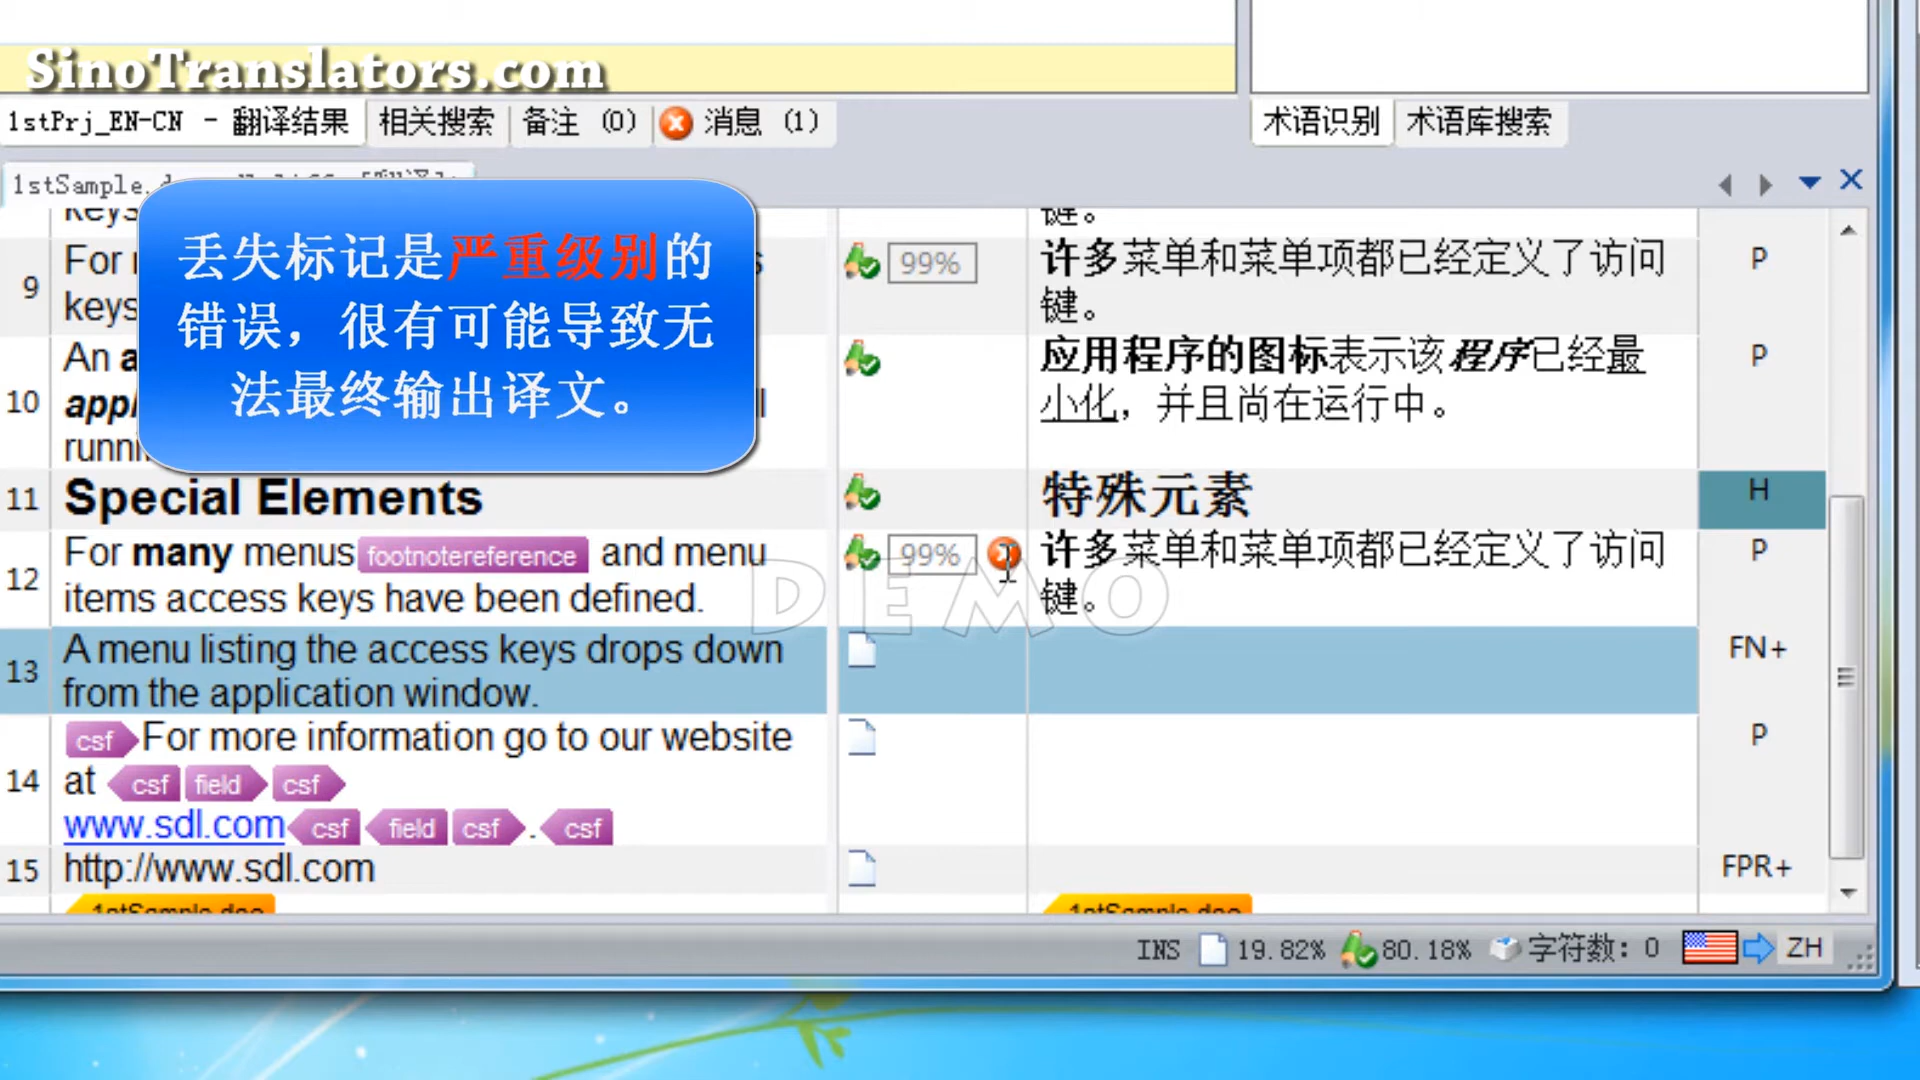 SinoTranslators.com
1stPrj_EN-CN - 翻译结果 相关搜索 备注 (0) 消息 (1) 术语识别 术语库搜索
1stSample.
丢失标记是严重级别的
错误，很有可能导致无
法最终输出译文。
keys 键。
9 For 99% 许多菜单和菜单项都已经定义了访问 P
keys 键。
10 An 应用程序的图标表示该程序已经最 P
appl 小化，并且尚在运行中。
runni
11 Special Elements 特殊元素 H
12 For many menus footnotereference and menu 99% 许多菜单和菜单项都已经定义了访问 P
items access keys have been defined. 键。
DEMO
13 A menu listing the access keys drops down FN+
from the application window.
14 csf For more information go to our website P
at csf field csf
www.sdl.com csf field csf . csf
15 http://www.sdl.com FPR+
1stSample.doc 1stSample.doc
INS 19.82% 80.18% 字符数: 0 ZH